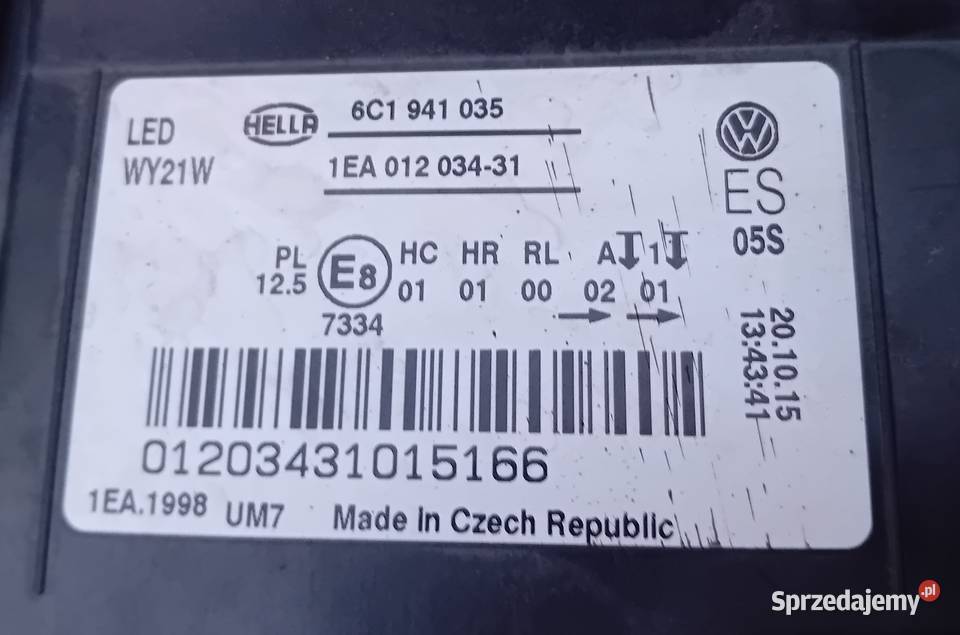 LED
WY21W
HELLA
6C1 941 035
1EA 012 034-31
ES
05S
PL
12.5
E8
7334
HC HR RL A 1
01 01 00 02 01
20.10.15
13:43:41
01203431015166
1EA.1998 UM7 Made in Czech Republic
Sprzedajemy.pl